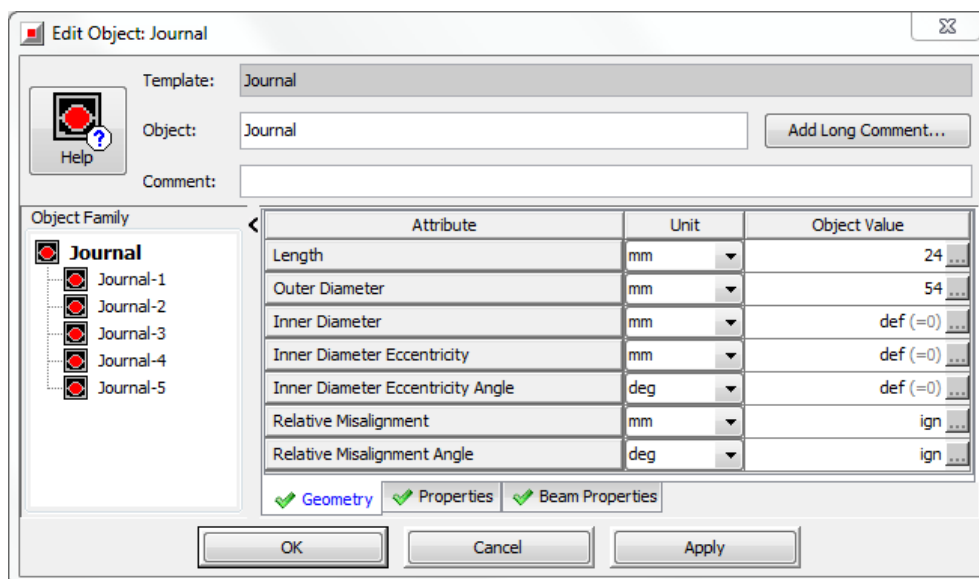 Edit Object: Journal
Template: Journal
Help ?
Object: Journal Add Long Comment...
Comment:
Object Family
Journal
Journal-1
Journal-2
Journal-3
Journal-4
Journal-5
Attribute Unit Object Value
Length mm 24 ...
Outer Diameter mm 54 ...
Inner Diameter mm def (=0) ...
Inner Diameter Eccentricity mm def (=0) ...
Inner Diameter Eccentricity Angle deg def (=0) ...
Relative Misalignment mm ign ...
Relative Misalignment Angle deg ign ...
Geometry Properties Beam Properties
OK Cancel Apply